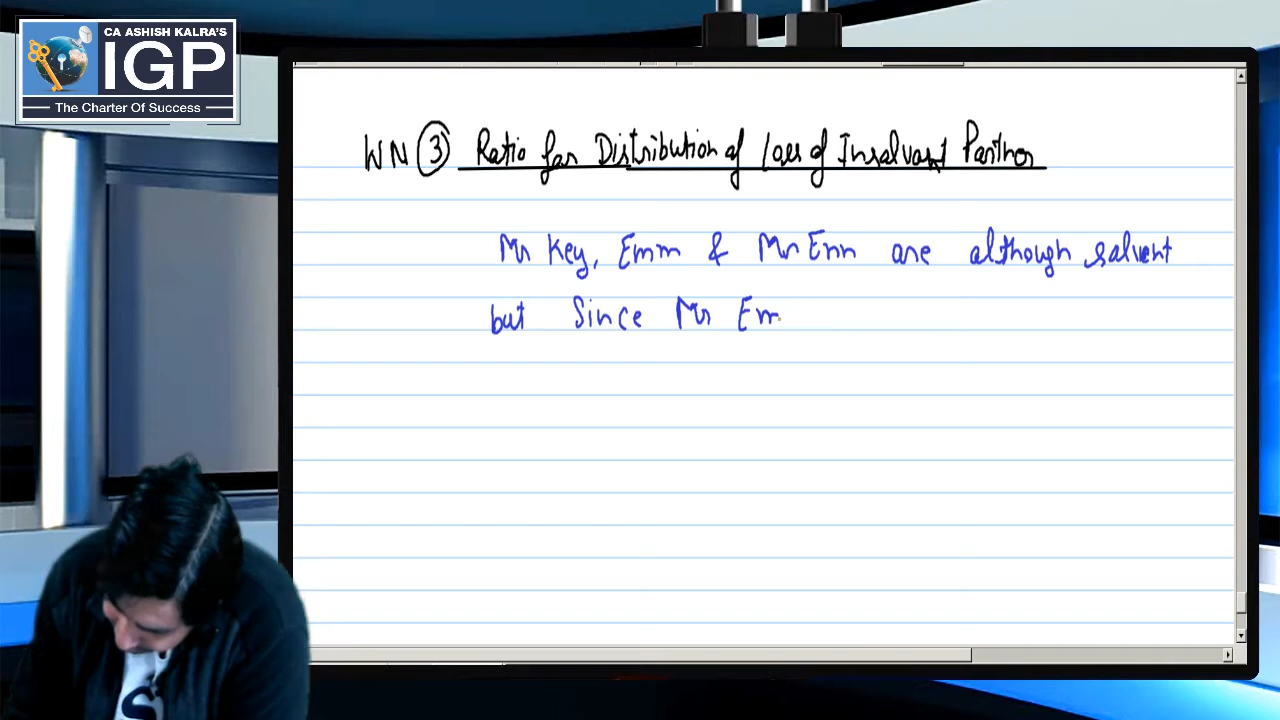 CA ASHISH KALRA'S
IGP
The Charter Of Success
WN ③ Ratio for Distribution of Loss of Insolvent Partner
Mr Key, Emm & Mr Enn are although solvent
but Since Mr Em